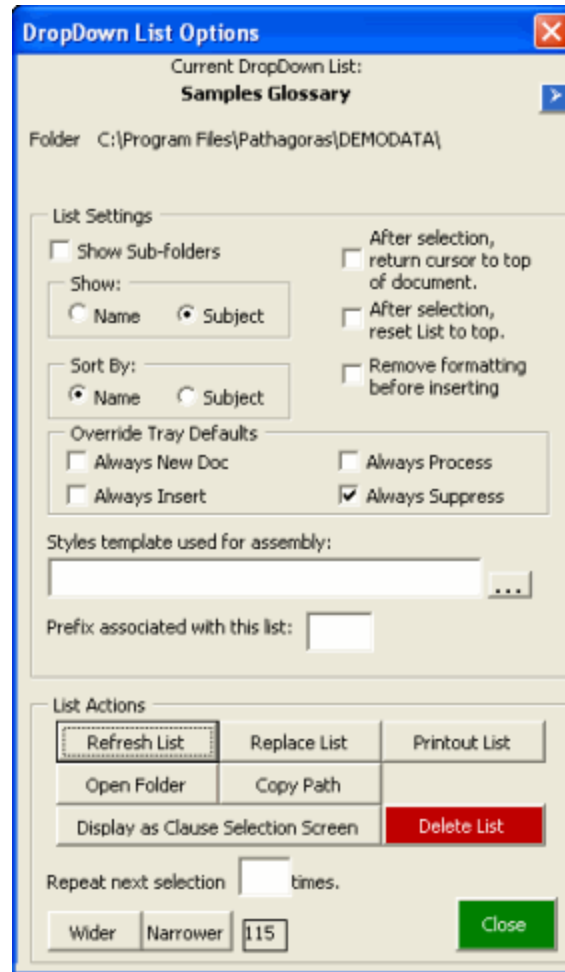 DropDown List Options
Current DropDown List:
Samples Glossary
Folder C:\Program Files\Pathagoras\DEMODATA\
List Settings
Show Sub-folders
Show:
Name Subject
Sort By:
Name Subject
After selection,
return cursor to top
of document.
After selection,
reset List to top.
Remove formatting
before inserting
Override Tray Defaults
Always New Doc Always Process
Always Insert Always Suppress
Styles template used for assembly:
...
Prefix associated with this list:
List Actions
Refresh List Replace List Printout List
Open Folder Copy Path
Display as Clause Selection Screen Delete List
Repeat next selection times.
Wider Narrower 115 Close